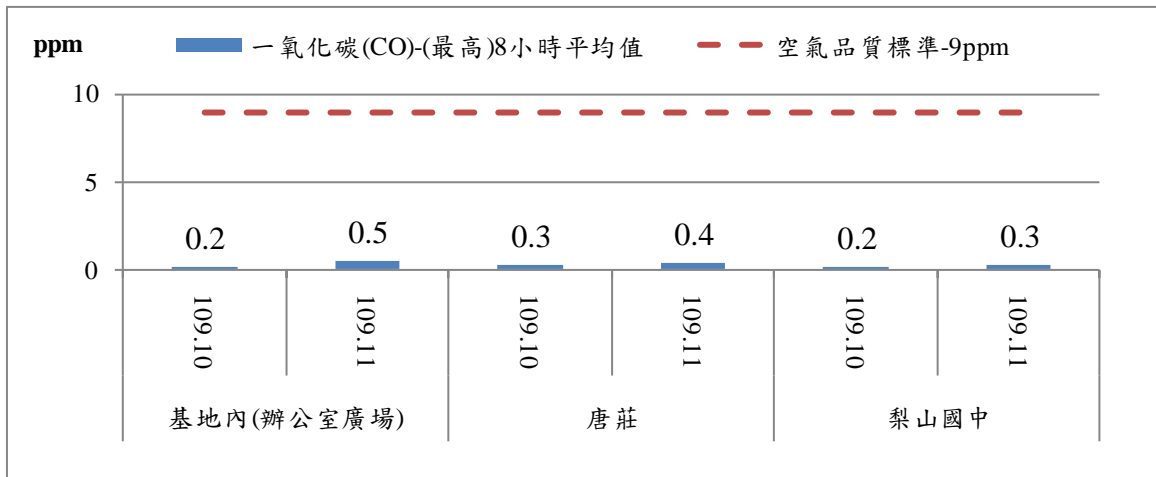 ppm 一氧化碳(CO)-(最高)8小時平均值 空氣品質標準-9ppm
10
5
0
0.2 0.5 0.3 0.4 0.2 0.3
109.10 109.11 109.10 109.11 109.10 109.11
基地內(辦公室廣場) 唐莊 梨山國中